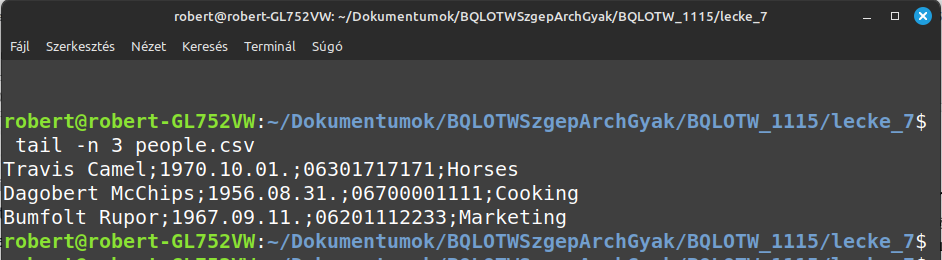 robert@robert-GL752VW: ~/Dokumentumok/BQLOTWSzgepArchGyak/BQLOTW_1115/lecke_7
Fájl Szerkesztés Nézet Keresés Terminál Súgó
robert@robert-GL752VW:~/Dokumentumok/BQLOTWSzgepArchGyak/BQLOTW_1115/lecke_7$
tail -n 3 people.csv
Travis Camel;1970.10.01.;06301717171;Horses
Dagobert McChips;1956.08.31.;06700001111;Cooking
Bumfolt Rupor;1967.09.11.;06201112233;Marketing
robert@robert-GL752VW:~/Dokumentumok/BQLOTWSzgepArchGyak/BQLOTW_1115/lecke_7$